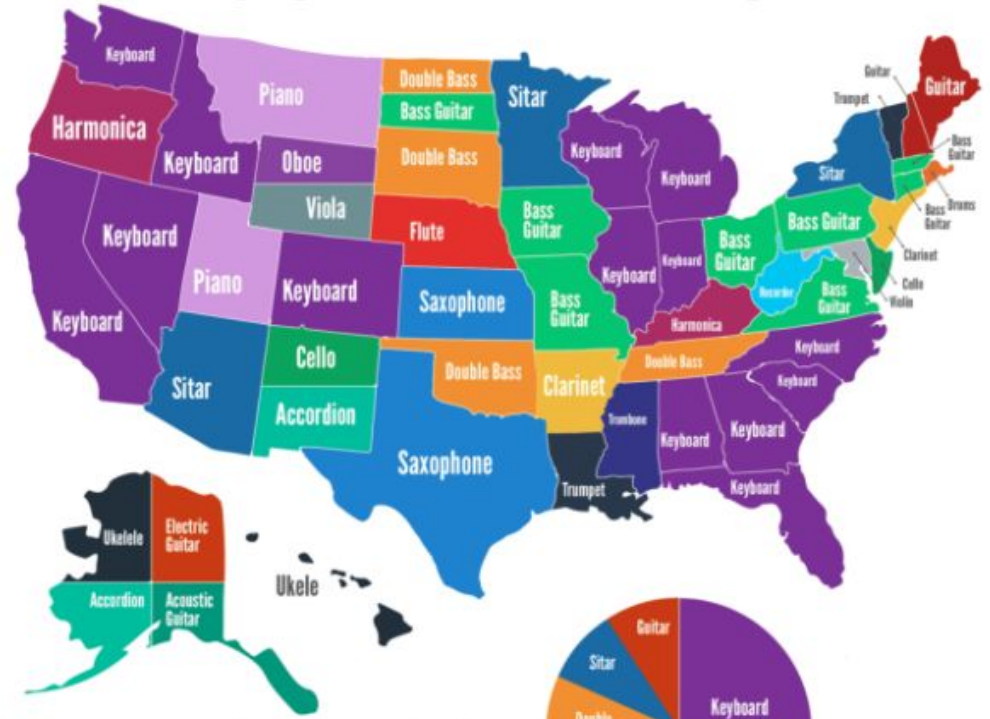 Keyboard
Piano
Double Bass
Bass Guitar
Sitar
Guitar
Guitar
Trumpet
Harmonica
Keyboard
Oboe
Double Bass
Keyboard
Keyboard
Sitar
Bass
Guitar
Viola
Bass
Guitar
Bass Guitar
Bass
Guitar
Drums
Keyboard
Flute
Bass
Guitar
Clarinet
Piano
Keyboard
Keyboard
Keyboard
Recorder
Cello
Violin
Keyboard
Saxophone
Bass
Guitar
Harmonica
Bass
Guitar
Keyboard
Cello
Double Bass
Double Bass
Keyboard
Sitar
Accordion
Clarinet
Trombone
Keyboard
Keyboard
Saxophone
Trumpet
Keyboard
Ukelele
Electric
Guitar
Accordion
Acoustic
Guitar
Ukele
Guitar
Sitar
Keyboard
Double